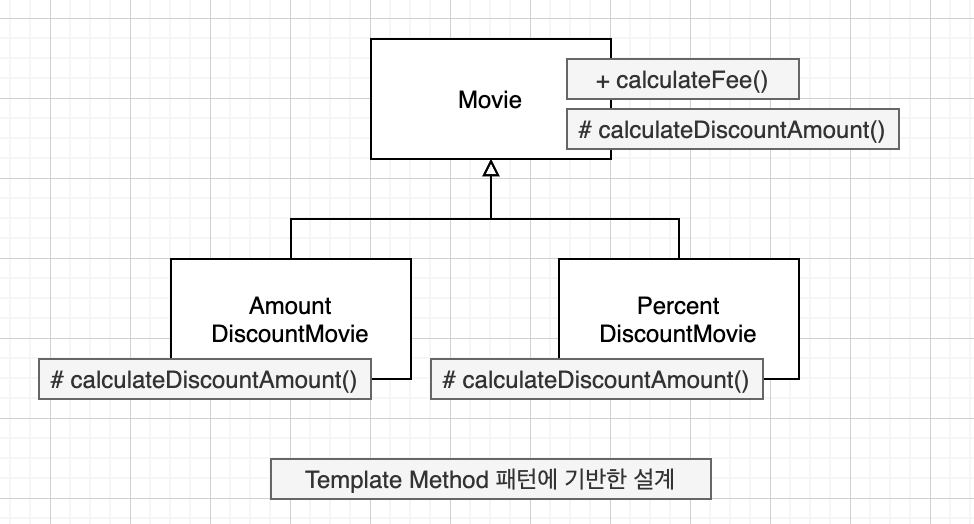 Movie
+ calculateFee()
# calculateDiscountAmount()
Amount
DiscountMovie
# calculateDiscountAmount()
Percent
DiscountMovie
# calculateDiscountAmount()
Template Method 패턴에 기반한 설계